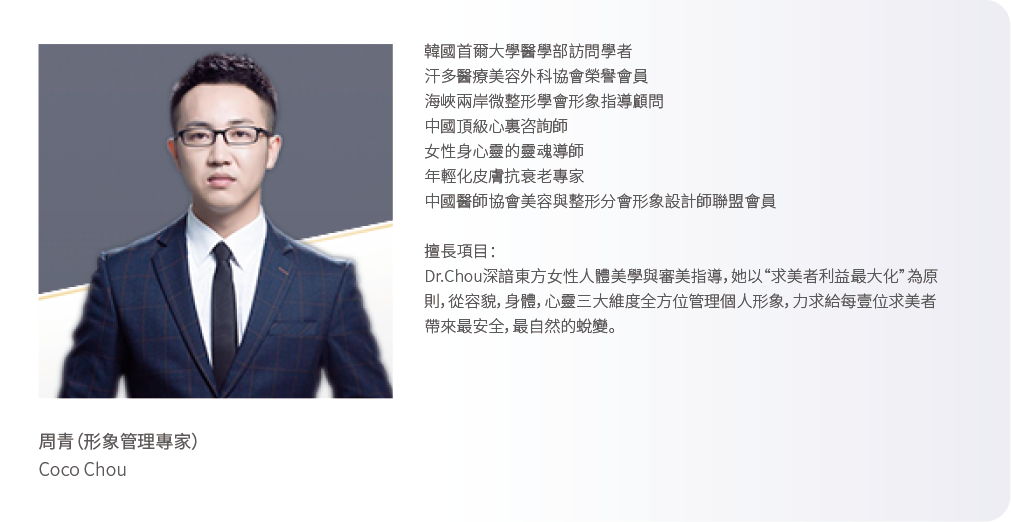 韓國首爾大學醫學部訪問學者
汗多醫療美容外科協會榮譽會員
海峽兩岸微整形學會形象指導顧問
中國頂級心裏咨詢師
女性身心靈的靈魂導師
年輕化皮膚抗衰老專家
中國醫師協會美容與整形分會形象設計師聯盟會員
擅長項目：
Dr.Chou深諳東方女性人體美學與審美指導，她以“求美者利益最大化”為原
則，從容貌，身體，心靈三大維度全方位管理個人形象，力求給每壹位求美者
帶來最安全，最自然的蛻變。
周青（形象管理專家）
Coco Chou